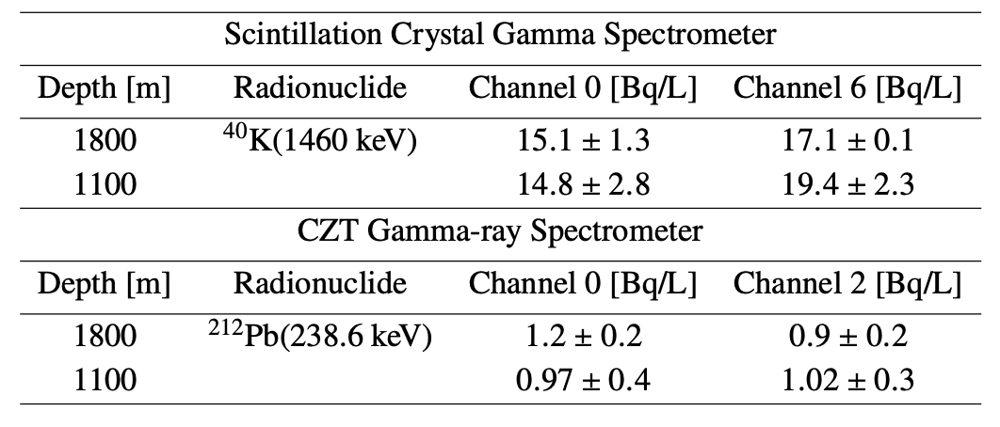 Scintillation Crystal Gamma Spectrometer
Depth [m] Radionuclide Channel 0 [Bq/L] Channel 6 [Bq/L]
1800 ⁴⁰K(1460 keV) 15.1 ± 1.3 17.1 ± 0.1
1100 14.8 ± 2.8 19.4 ± 2.3
CZT Gamma-ray Spectrometer
Depth [m] Radionuclide Channel 0 [Bq/L] Channel 2 [Bq/L]
1800 ²¹²Pb(238.6 keV) 1.2 ± 0.2 0.9 ± 0.2
1100 0.97 ± 0.4 1.02 ± 0.3